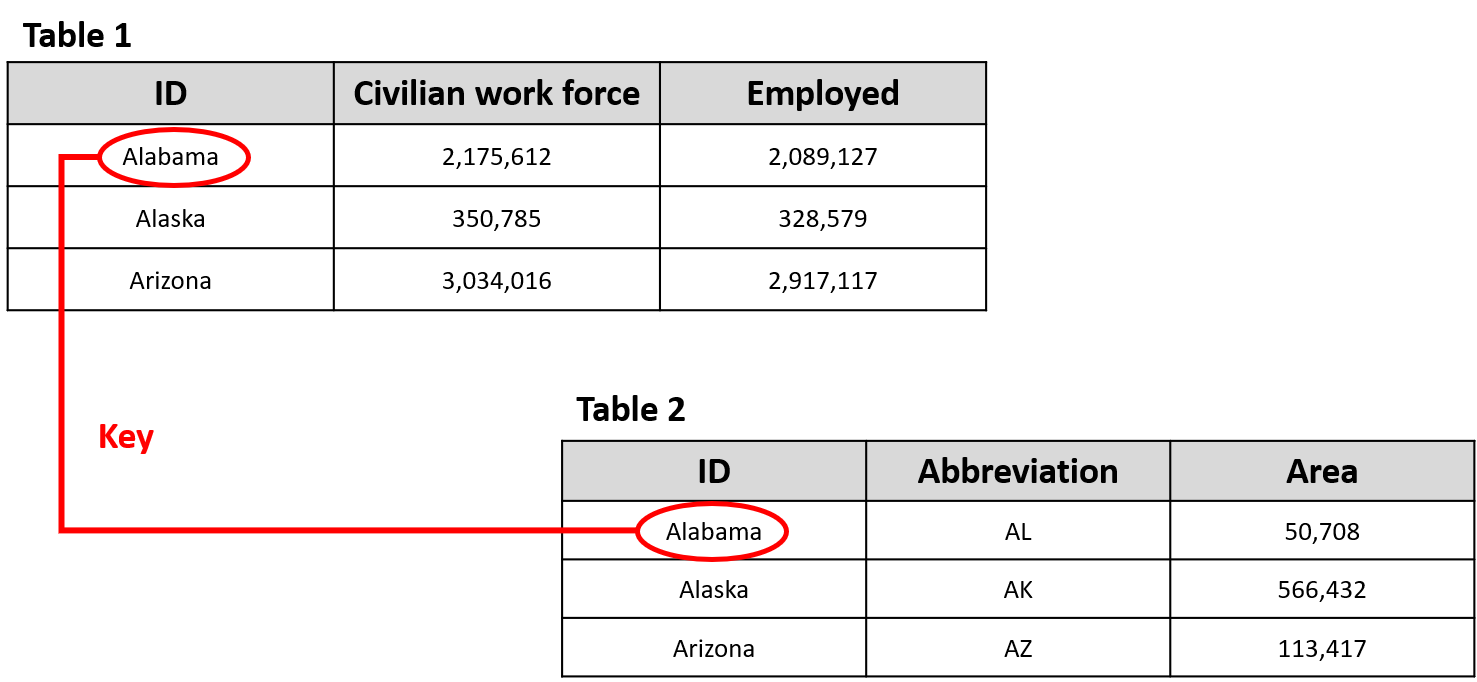 Table 1
ID Civilian work force Employed
Alabama 2,175,612 2,089,127
Alaska 350,785 328,579
Arizona 3,034,016 2,917,117
Key
Table 2
ID Abbreviation Area
Alabama AL 50,708
Alaska AK 566,432
Arizona AZ 113,417